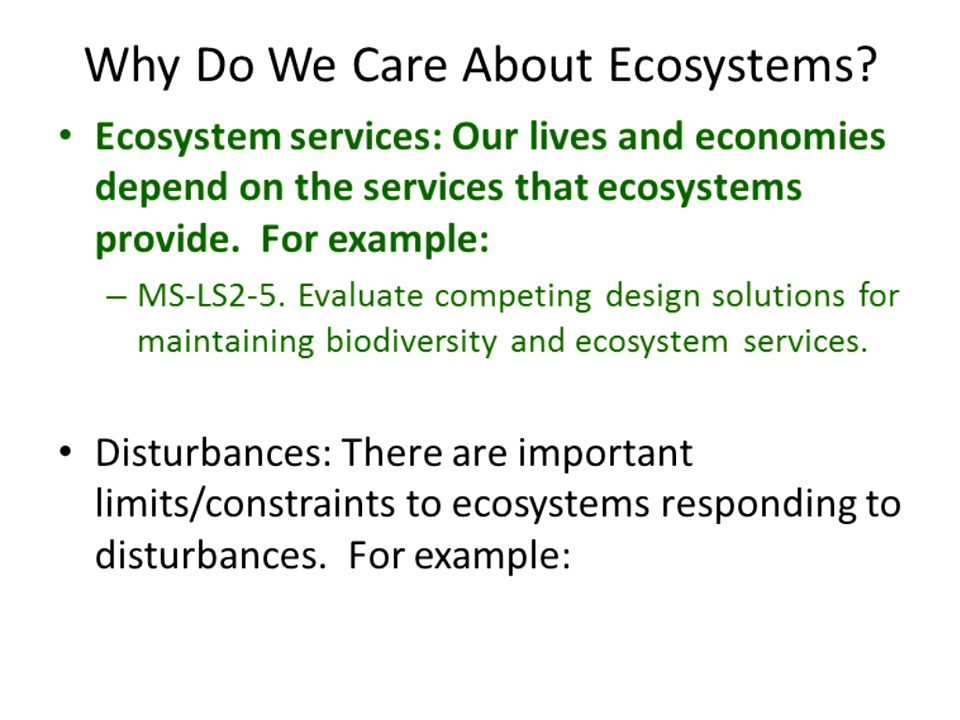 Why Do We Care About Ecosystems?
• Ecosystem services: Our lives and economies
depend on the services that ecosystems
provide.  For example:
– MS-LS2-5. Evaluate competing design solutions for
maintaining biodiversity and ecosystem services.
• Disturbances: There are important
limits/constraints to ecosystems responding to
disturbances.  For example: